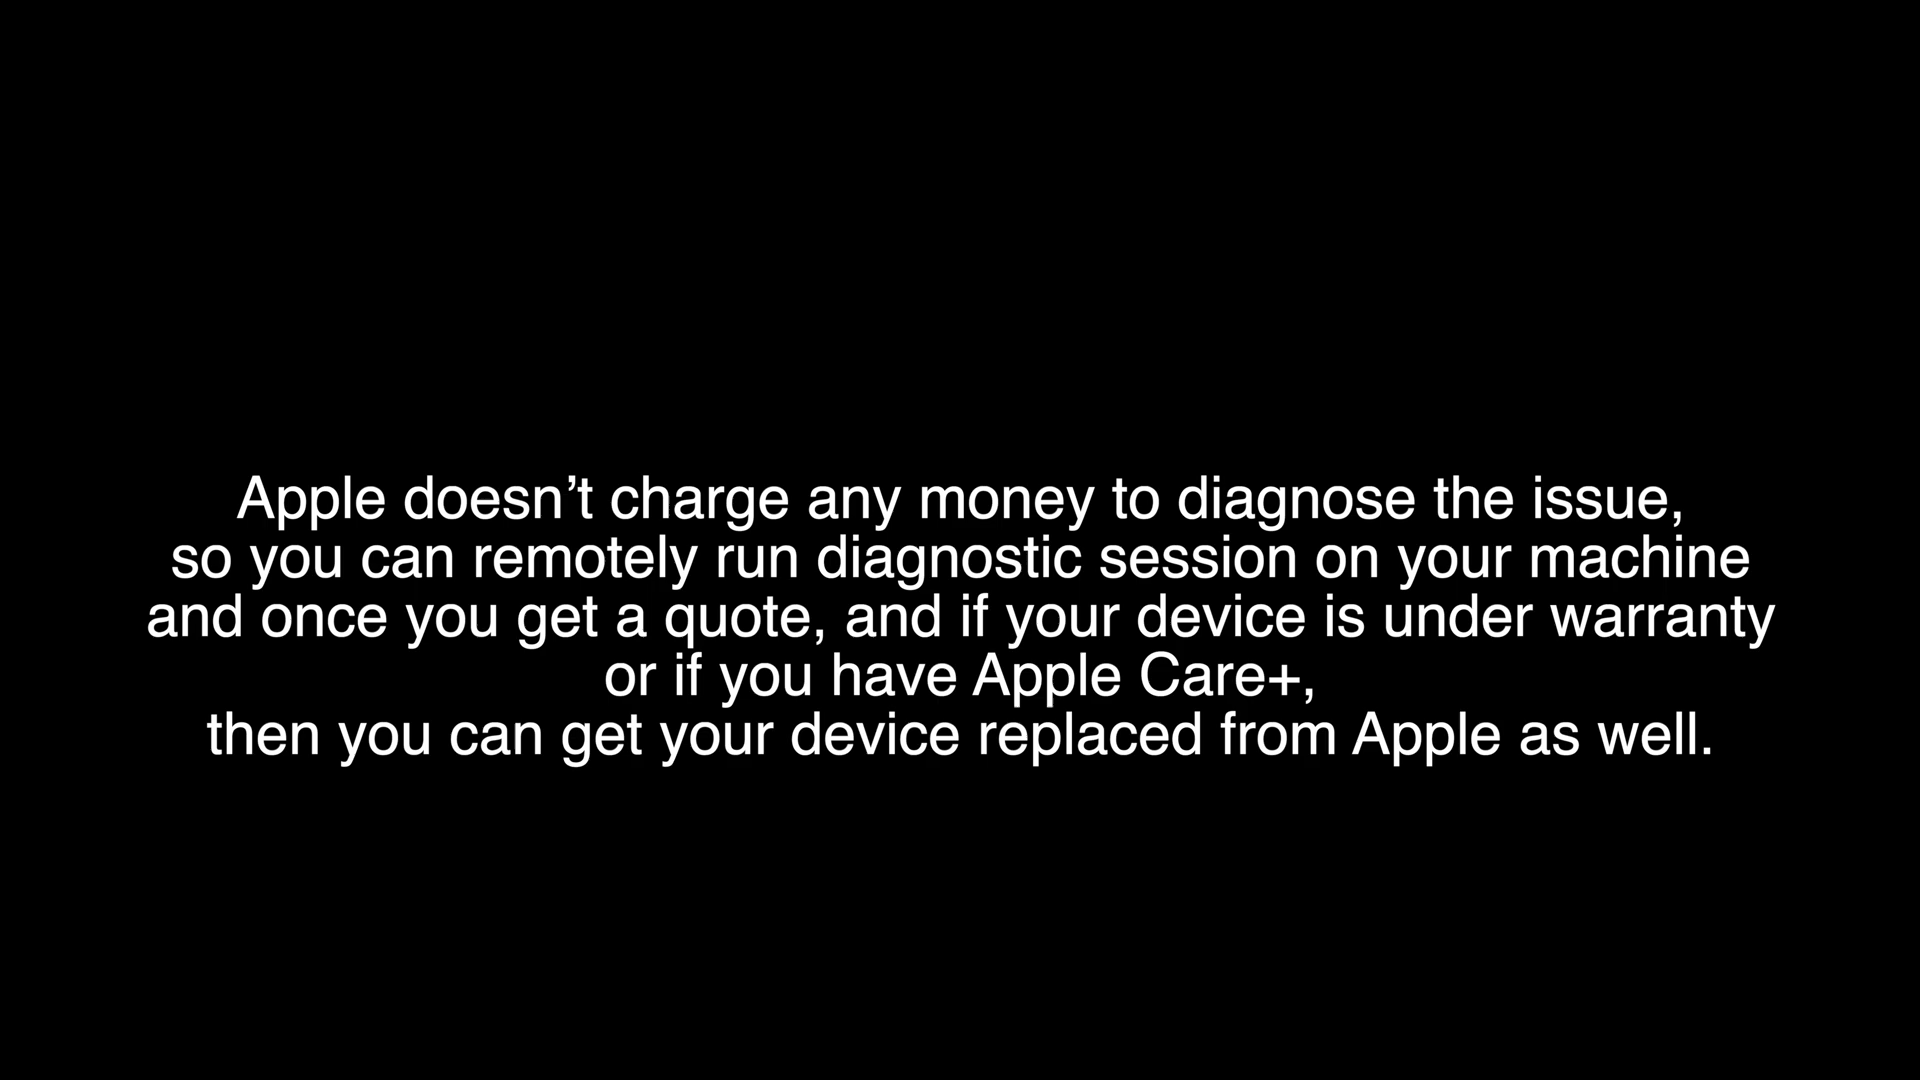 Apple doesn’t charge any money to diagnose the issue,
so you can remotely run diagnostic session on your machine
and once you get a quote, and if your device is under warranty
or if you have Apple Care+,
then you can get your device replaced from Apple as well.